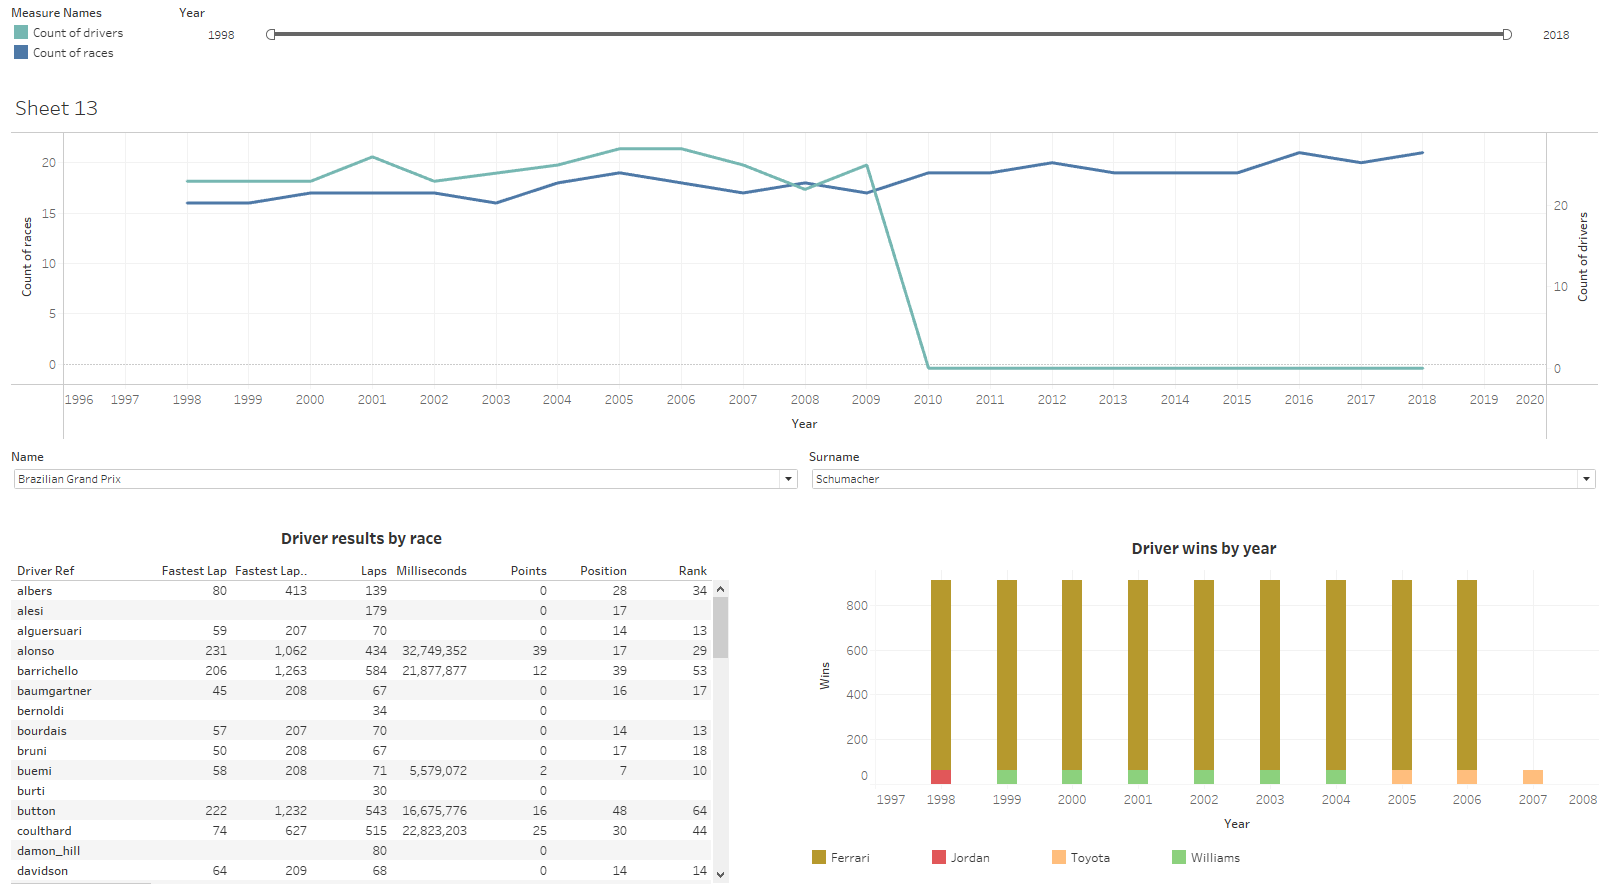 Measure Names
Year
Count of drivers
Count of races
1998
2018
Sheet 13
Count of races
20
15
10
5
0
20
10
0
Count of drivers
1996 1997 1998 1999 2000 2001 2002 2003 2004 2005 2006 2007 2008 2009 2010 2011 2012 2013 2014 2015 2016 2017 2018 2019 2020
Year
Name
Brazilian Grand Prix
Surname
Schumacher
Driver results by race
Driver Ref Fastest Lap Fastest Lap.. Laps Milliseconds Points Position Rank
albers 80 413 139 0 28 34
alesi 179 0 17
alguersuari 59 207 70 0 14 13
alonso 231 1,062 434 32,749,352 39 17 29
barrichello 206 1,263 584 21,877,877 12 39 53
baumgartner 45 208 67 0 16 17
bernoldi 34 0
bourdais 57 207 70 0 14 13
bruni 50 208 67 0 17 18
buemi 58 208 71 5,579,072 2 7 10
burti 30 0
button 222 1,232 543 16,675,776 16 48 64
coulthard 74 627 515 22,823,203 25 30 44
damon_hill 80 0
davidson 64 209 68 0 14 14
Driver wins by year
Wins
800
600
400
200
0
1997 1998 1999 2000 2001 2002 2003 2004 2005 2006 2007 2008
Year
Ferrari Jordan Toyota Williams